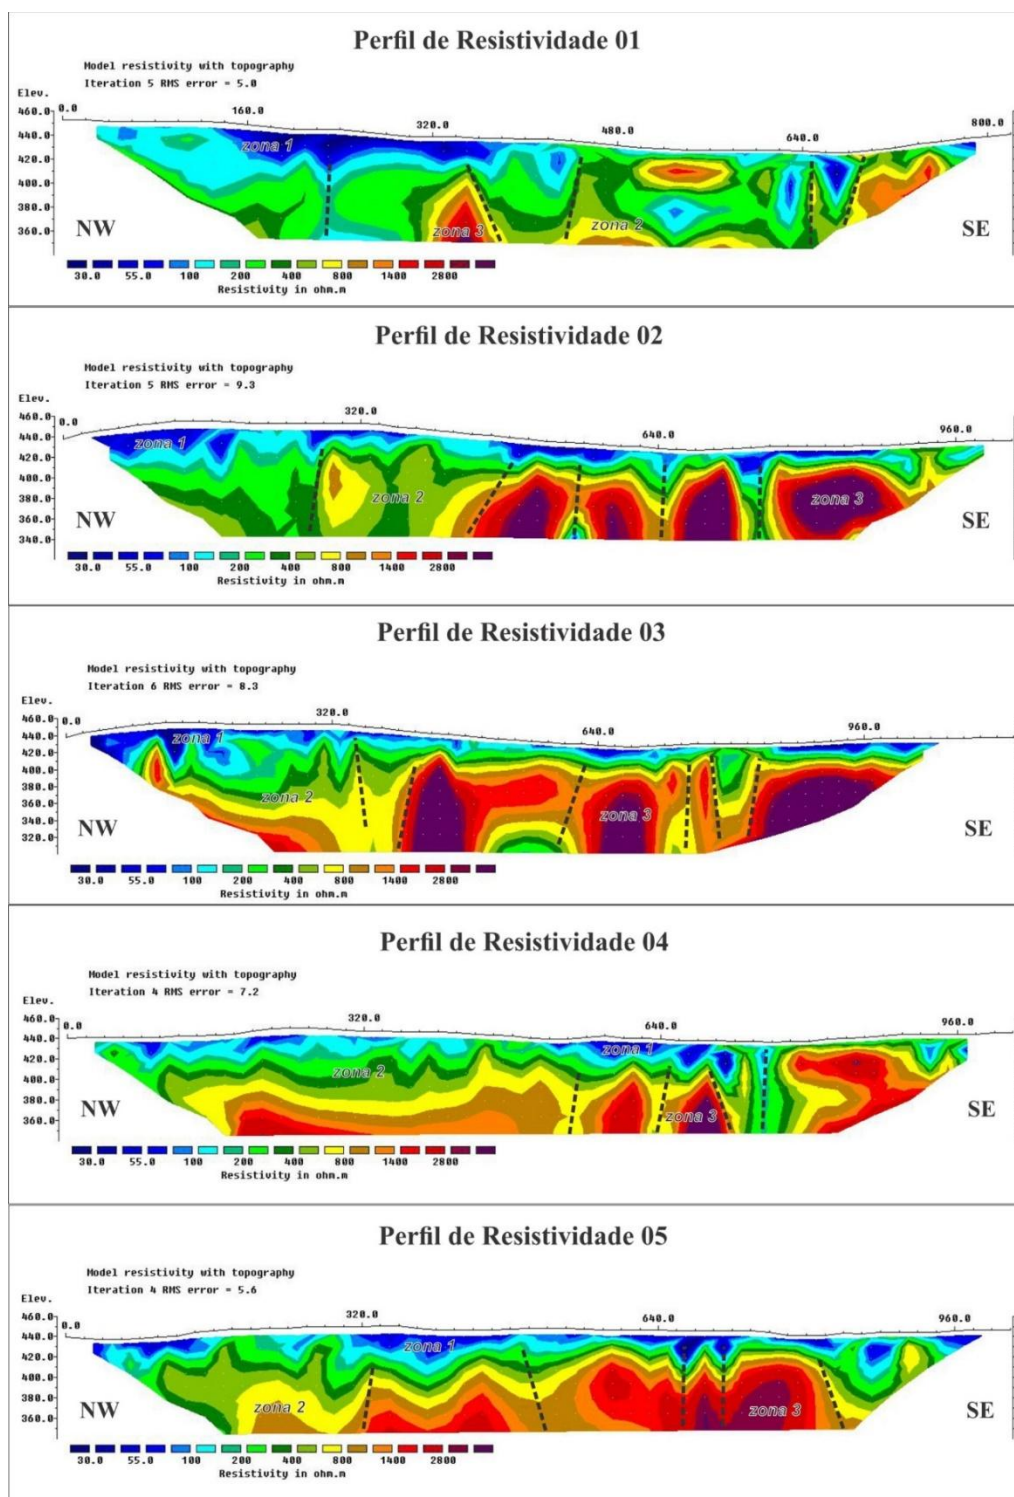 Perfil de Resistividade 01
Model resistivity with topography
Iteration 5 RMS error = 5.0
Elev.
460.0 0.0 160.0 320.0 480.0 640.0 800.0
440.0 zona 1
420.0
400.0
380.0 zona 2
360.0 NW zona 3 SE
30.0 55.0 100 200 400 800 1400 2800
Resistivity in ohm.m
Perfil de Resistividade 02
Model resistivity with topography
Iteration 5 RMS error = 9.3
Elev.
460.0 0.0 320.0 640.0 960.0
440.0 zona 1
420.0
400.0
380.0 zona 2 zona 3
360.0 NW SE
340.0
30.0 55.0 100 200 400 800 1400 2800
Resistivity in ohm.m
Perfil de Resistividade 03
Model resistivity with topography
Iteration 6 RMS error = 8.3
Elev.
460.0 0.0 320.0 640.0 960.0
440.0 zona 1
420.0
400.0
380.0
360.0 zona 2
340.0 zona 3
320.0 NW SE
30.0 55.0 100 200 400 800 1400 2800
Resistivity in ohm.m
Perfil de Resistividade 04
Model resistivity with topography
Iteration 4 RMS error = 7.2
Elev.
460.0 0.0 320.0 640.0 960.0
440.0 zona 1
420.0 zona 2
400.0
380.0
360.0 NW zona 3 SE
30.0 55.0 100 200 400 800 1400 2800
Resistivity in ohm.m
Perfil de Resistividade 05
Model resistivity with topography
Iteration 4 RMS error = 5.6
Elev.
460.0 0.0 320.0 640.0 960.0
440.0 zona 1
420.0
400.0
380.0
360.0 NW zona 2 zona 3 SE
30.0 55.0 100 200 400 800 1400 2800
Resistivity in ohm.m